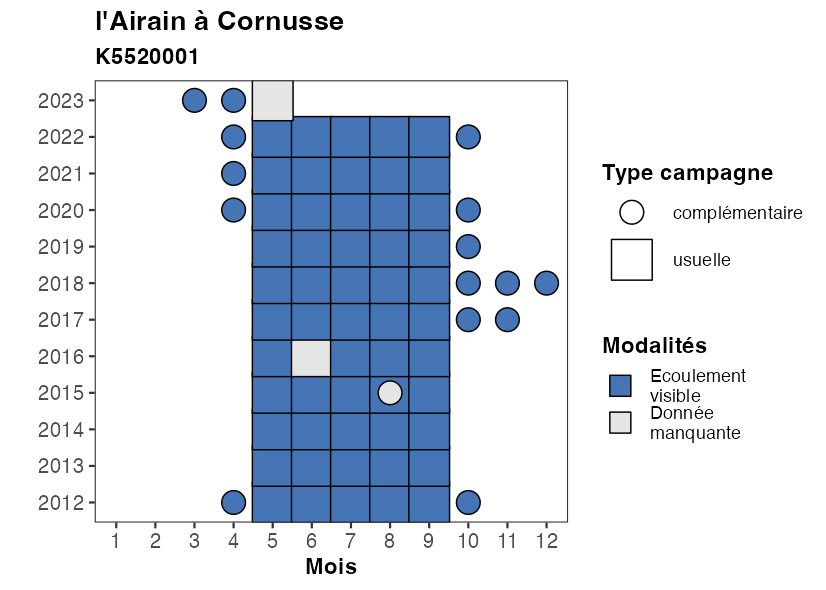 l'Airain à Cornusse
K5520001
2023
2022
2021
2020
2019
2018
2017
2016
2015
2014
2013
2012
1 2 3 4 5 6 7 8 9 10 11 12
Mois
Type campagne
complémentaire
usuelle
Modalités
Ecoulement
visible
Donnée
manquante